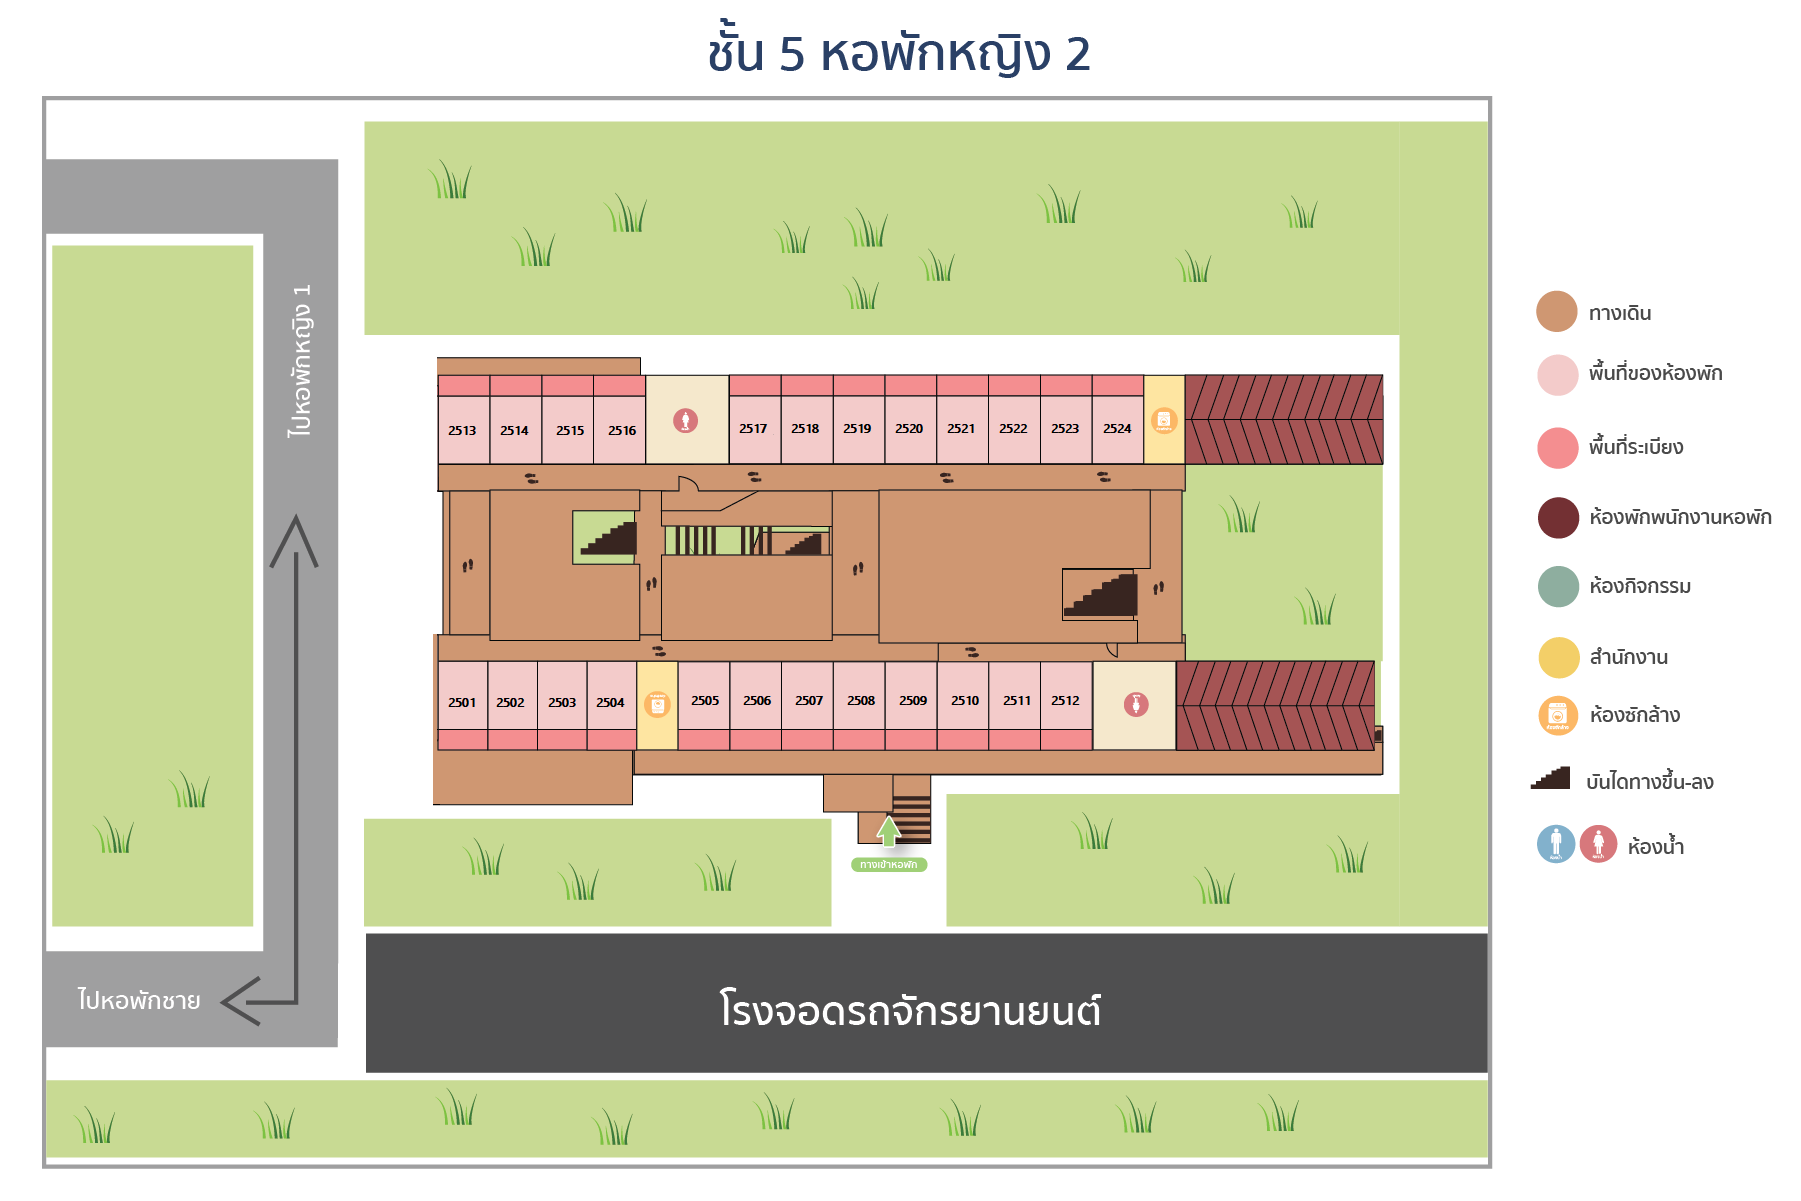 ชั้น 5 หอพักหญิง 2
ไปหอพักหญิง 1
2513 2514 2515 2516 2517 2518 2519 2520 2521 2522 2523 2524
2501 2502 2503 2504 2505 2506 2507 2508 2509 2510 2511 2512
ทางเข้าหอพัก
ไปหอพักชาย
โรงจอดรถจักรยานยนต์
ทางเดิน
พื้นที่ของห้องพัก
พื้นที่ระเบียง
ห้องพักพนักงานหอพัก
ห้องกิจกรรม
สำนักงาน
ห้องซักล้าง
บันไดทางขึ้น-ลง
ห้องน้ำ